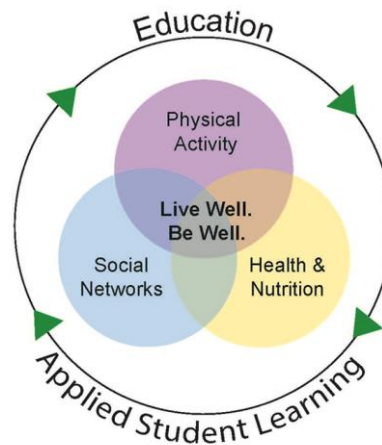 Education
Physical
Activity
Live Well.
Be Well.
Social
Networks
Health &
Nutrition
Applied Student Learning